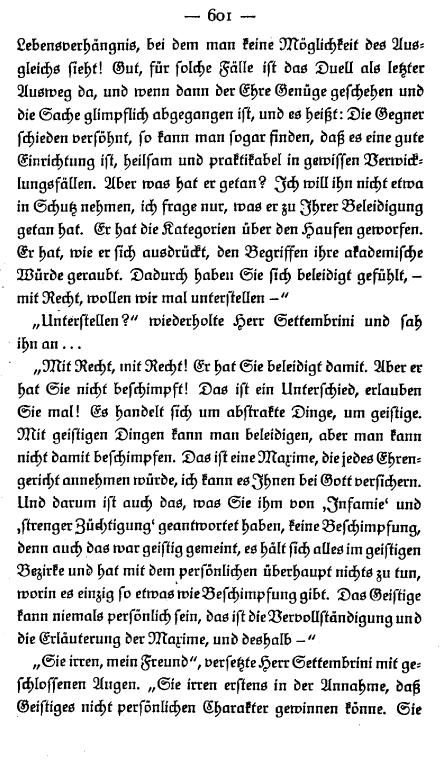 — 601 —
Lebensverhängnis, bei dem man keine Möglichkeit des Aus-
gleichs sieht! Gut, für solche Fälle ist das Duell als letzter
Ausweg da, und wenn dann der Ehre Genüge geschehen und
die Sache glimpflich abgegangen ist, und es heißt: Die Gegner
schieden versöhnt, so kann man sogar finden, daß es eine gute
Einrichtung ist, heilsam und praktikabel in gewissen Verwick-
lungsfällen. Aber was hat er getan? Ich will ihn nicht etwa
in Schutz nehmen, ich frage nur, was er zu Ihrer Beleidigung
getan hat. Er hat die Kategorien über den Haufen geworfen.
Er hat, wie er sich ausdrückt, den Begriffen ihre akademische
Würde geraubt. Dadurch haben Sie sich beleidigt gefühlt, –
mit Recht, wollen wir mal unterstellen –“
„Unterstellen?“ wiederholte Herr Settembrini und sah
ihn an . . .
„Mit Recht, mit Recht! Er hat Sie beleidigt damit. Aber er
hat Sie nicht beschimpft! Das ist ein Unterschied, erlauben
Sie mal! Es handelt sich um abstrakte Dinge, um geistige.
Mit geistigen Dingen kann man beleidigen, aber man kann
nicht damit beschimpfen. Das ist eine Maxime, die jedes Ehren-
gericht annehmen würde, ich kann es Ihnen bei Gott versichern.
Und darum ist auch das, was Sie ihm von ‚Infamie‘ und
‚strenger Züchtigung‘ geantwortet haben, keine Beschimpfung,
denn auch das war geistig gemeint, es hält sich alles im geistigen
Bezirke und hat mit dem persönlichen überhaupt nichts zu tun,
worin es einzig so etwas wie Beschimpfung gibt. Das Geistige
kann niemals persönlich sein, das ist die Vervollständigung und
die Erläuterung der Maxime, und deshalb –“
„Sie irren, mein Freund“, versetzte Herr Settembrini mit ge-
schlossenen Augen. „Sie irren erstens in der Annahme, daß
Geistiges nicht persönlichen Charakter gewinnen könne. Sie